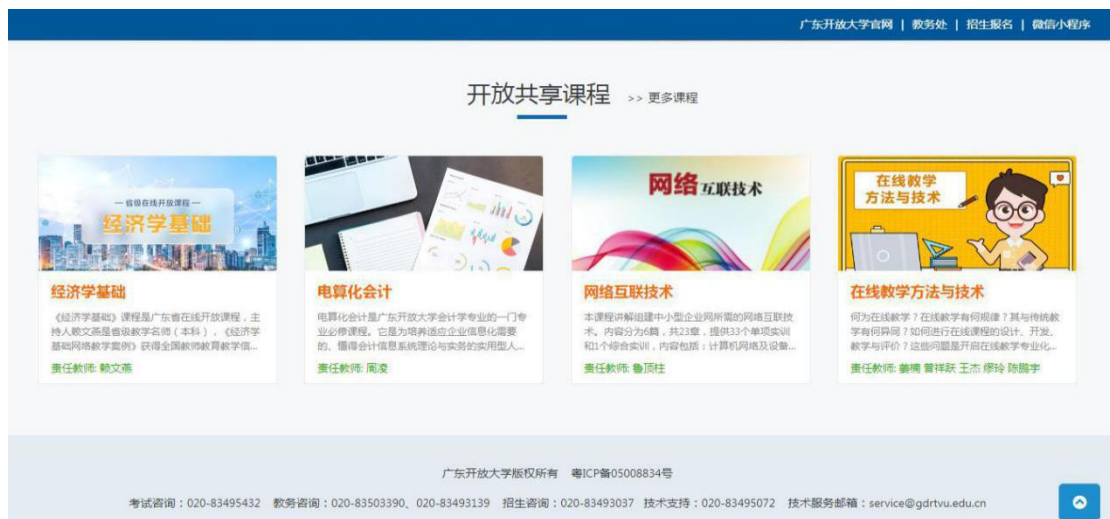 广东开放大学官网 | 教务处 | 招生报名 | 微信小程序
开放共享课程 >> 更多课程
— 省级在线开放课程 —
经济学基础
网络互联技术
在线教学
方法与技术
经济学基础
《经济学基础》课程是广东省在线开放课程，主
持人赖文燕是省级教学名师（本科），《经济学
基础网络教学案例》获得全国教师教育教学信...
责任教师: 赖文燕
电算化会计
电算化会计是广东开放大学会计学专业的一门专
业必修课程。它是为培养适应企业信息化需要
的、懂得会计信息系统理论与实务的实用型人...
责任教师: 周凌
网络互联技术
本课程讲解组建中小型企业网所需的网络互联技
术。内容分为6篇，共23章，提供33个单项实训
和1个综合实训，内容包括：计算机网络及设备...
责任教师: 鲁顶柱
在线教学方法与技术
何为在线教学？在线教学有何规律？其与传统教
学有何异同？如何进行在线课程的设计、开发、
教学与评价？这些问题是开启在线教学专业化...
责任教师: 姜楠 曾祥跃 王杰 缪玲 陈鹏宇
广东开放大学版权所有 粤ICP备05008834号
考试咨询：020-83495432 教务咨询：020-83503390、020-83493139 招生咨询：020-83493037 技术支持：020-83495072 技术服务邮箱：service@gdrtvu.edu.cn